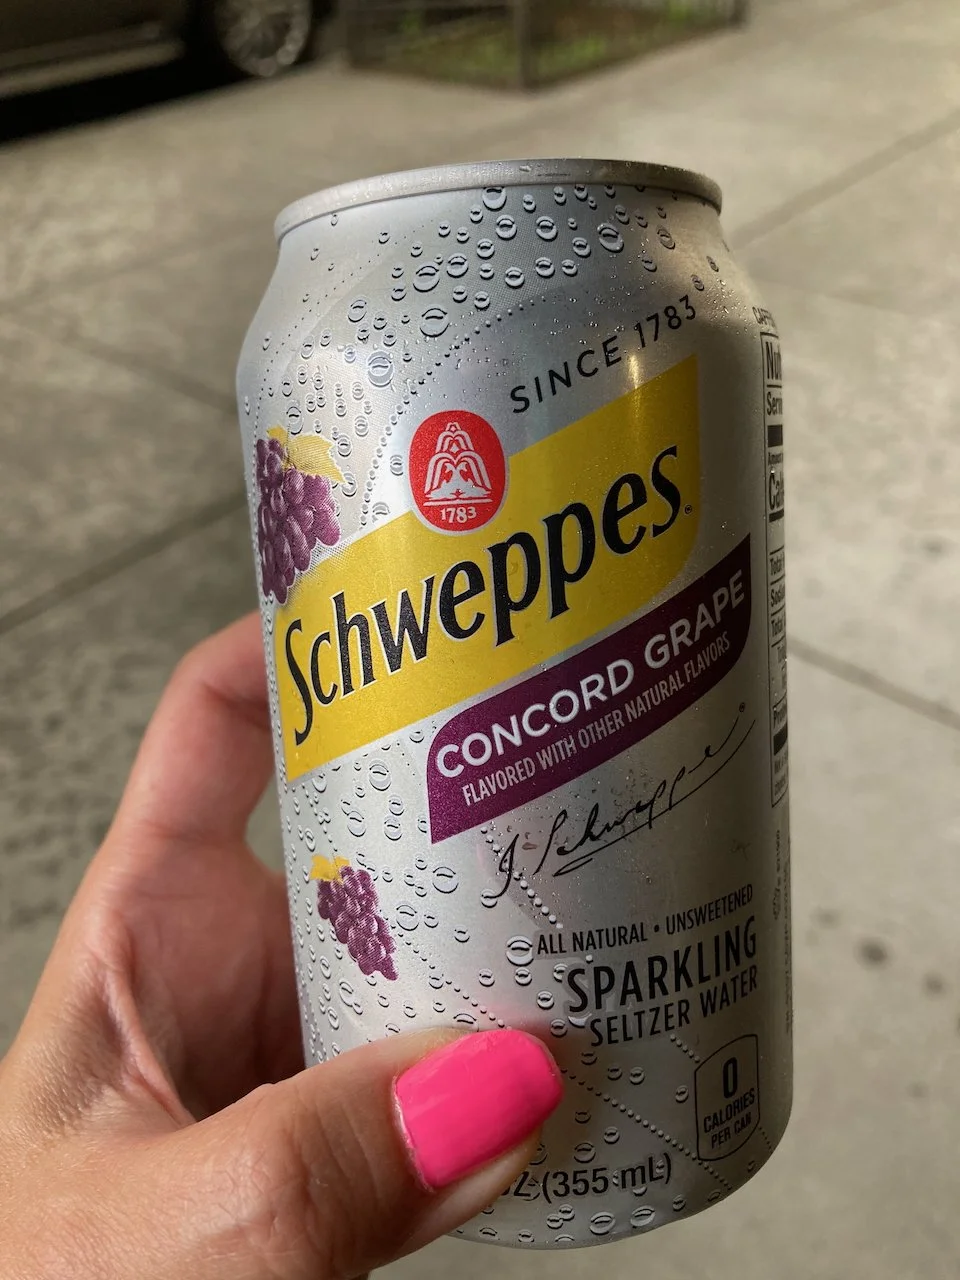 SINCE 1783
1783
Schweppes®
CONCORD GRAPE
FLAVORED WITH OTHER NATURAL FLAVORS
J. Schweppe®
ALL NATURAL • UNSWEETENED
SPARKLING
SELTZER WATER
0
CALORIES
PER CAN
(355 mL)